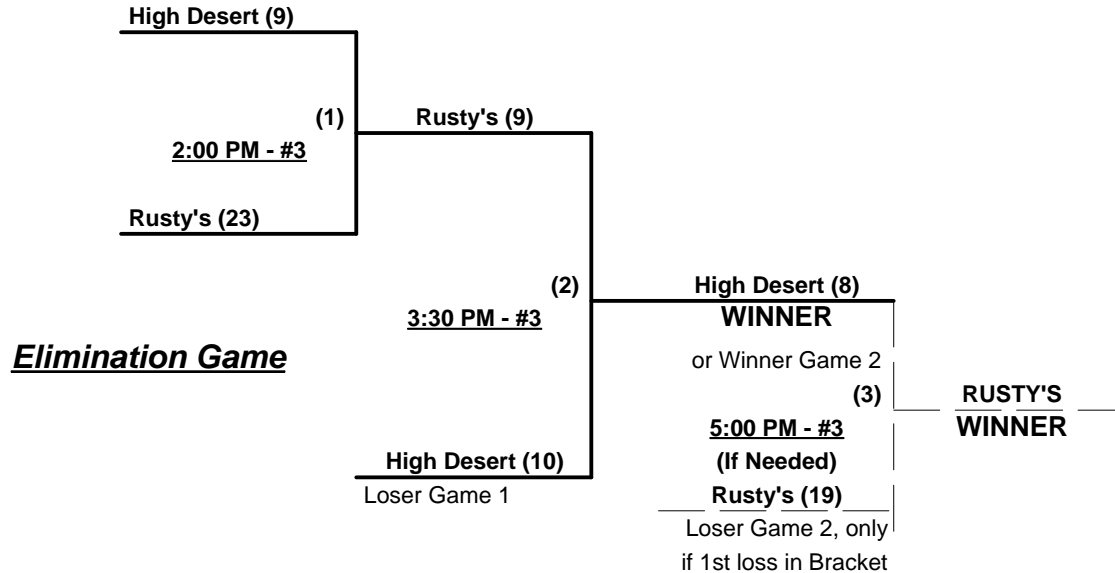 High Desert (9)
(1)
Rusty's (9)
2:00 PM - #3
Rusty's (23)
(2)
High Desert (8)
3:30 PM - #3
WINNER
Elimination Game
or Winner Game 2
(3)
RUSTY'S
5:00 PM - #3
WINNER
(If Needed)
High Desert (10)
Loser Game 1
Rusty's (19)
Loser Game 2, only
if 1st loss in Bracket